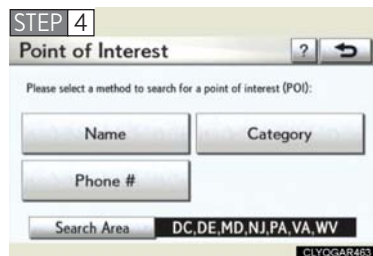 STEP 4
Point of Interest ?
Please select a method to search for a point of interest (POI):
Name Category
Phone #
Search Area DC,DE,MD,NJ,PA,VA,WV
CLYOGAR463